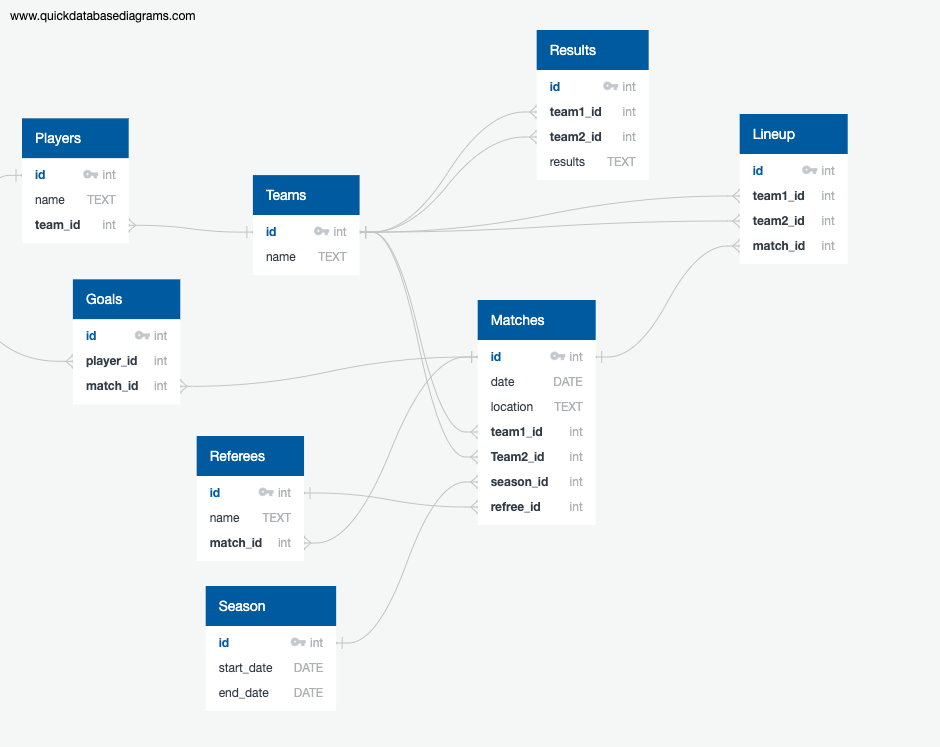 www.quickdatabasediagrams.com
Results
id int
team1_id int
team2_id int
results TEXT
Lineup
id int
team1_id int
team2_id int
match_id int
Players
id int
name TEXT
team_id int
Teams
id int
name TEXT
Goals
id int
player_id int
match_id int
Matches
id int
date DATE
location TEXT
team1_id int
Team2_id int
season_id int
refree_id int
Referees
id int
name TEXT
match_id int
Season
id int
start_date DATE
end_date DATE